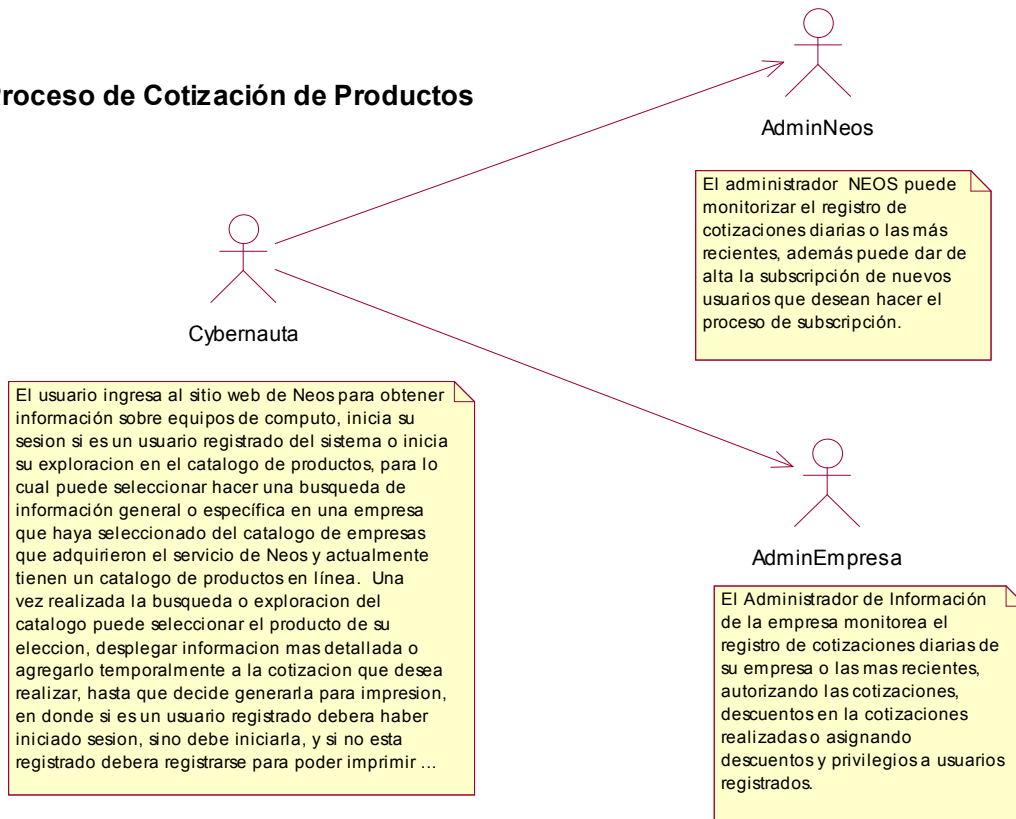 Proceso de Cotización de Productos
AdminNeos
El administrador NEOS puede
monitorizar el registro de
cotizaciones diarias o las más
recientes, además puede dar de
alta la subscripción de nuevos
usuarios que desean hacer el
proceso de subscripción.
Cybernauta
El usuario ingresa al sitio web de Neos para obtener
información sobre equipos de computo, inicia su
sesion si es un usuario registrado del sistema o inicia
su exploracion en el catalogo de productos, para lo
cual puede seleccionar hacer una busqueda de
información general o específica en una empresa
que haya seleccionado del catalogo de empresas
que adquirieron el servicio de Neos y actualmente
tienen un catalogo de productos en línea. Una
vez realizada la busqueda o exploracion del
catalogo puede seleccionar el producto de su
eleccion, desplegar informacion mas detallada o
agregarlo temporalmente a la cotizacion que desea
realizar, hasta que decide generarla para impresion,
en donde si es un usuario registrado debera haber
iniciado sesion, sino debe iniciarla, y si no esta
registrado debera registrarse para poder imprimir ...
AdminEmpresa
El Administrador de Información
de la empresa monitorea el
registro de cotizaciones diarias de
su empresa o las mas recientes,
autorizando las cotizaciones,
descuentos en la cotizaciones
realizadas o asignando
descuentos y privilegios a usuarios
registrados.